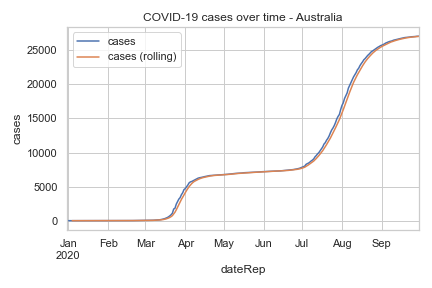 COVID-19 cases over time - Australia
cases
cases (rolling)
25000
20000
15000
10000
5000
0
cases
Jan Feb Mar Apr May Jun Jul Aug Sep
2020
dateRep